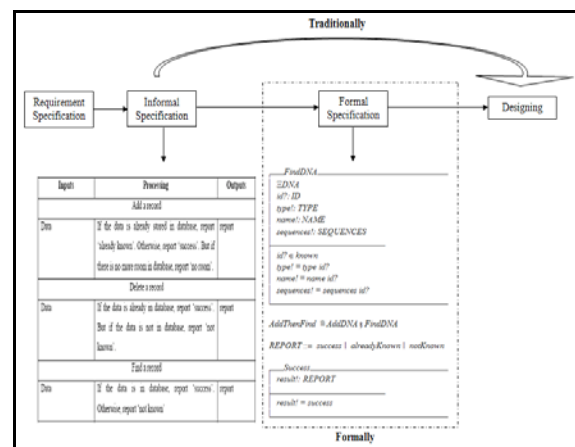 Traditionally
Requirement
Specification
Informal
Specification
Formal
Specification
Designing
Inputs Processing Outputs
Add a record
Data If the data is already stored in database, report report
'already known'. Otherwise, report 'success'. But if
there is no more room in database, report 'no room'.
Delete a record
Data If the data is already in database, report 'success'. report
But if the data is not in database, report 'not
known'.
Find a record
Data If the data is in database, report 'success'. report
Otherwise, report 'not known'
FindDNA
ΞDNA
id?: ID
type!: TYPE
name!: NAME
sequences!: SEQUENCES
id? ∈ known
type! = type id?
name! = name id?
sequences! = sequences id?
AddThenFind ≙ AddDNA ⨾ FindDNA
REPORT ::= success | alreadyKnown | notKnown
Success
result!: REPORT
result! = success
Formally